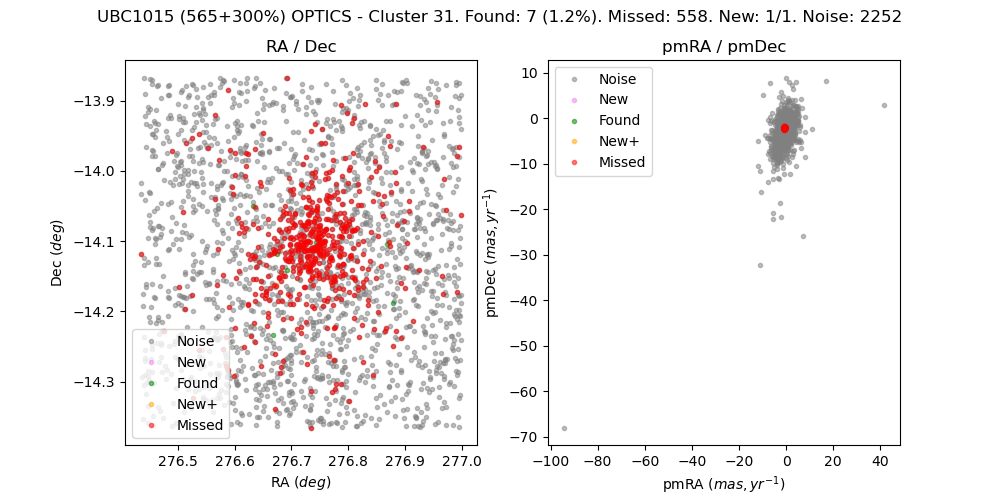 UBC1015 (565+300%) OPTICS - Cluster 31. Found: 7 (1.2%). Missed: 558. New: 1/1. Noise: 2252
RA / Dec
pmRA / pmDec
Dec (deg)
−13.9
−14.0
−14.1
−14.2
−14.3
Noise
New
Found
New+
Missed
276.5 276.6 276.7 276.8 276.9 277.0
RA (deg)
pmDec (mas, yr⁻¹)
10
0
−10
−20
−30
−40
−50
−60
−70
Noise
New
Found
New+
Missed
−100 −80 −60 −40 −20 0 20 40
pmRA (mas, yr⁻¹)